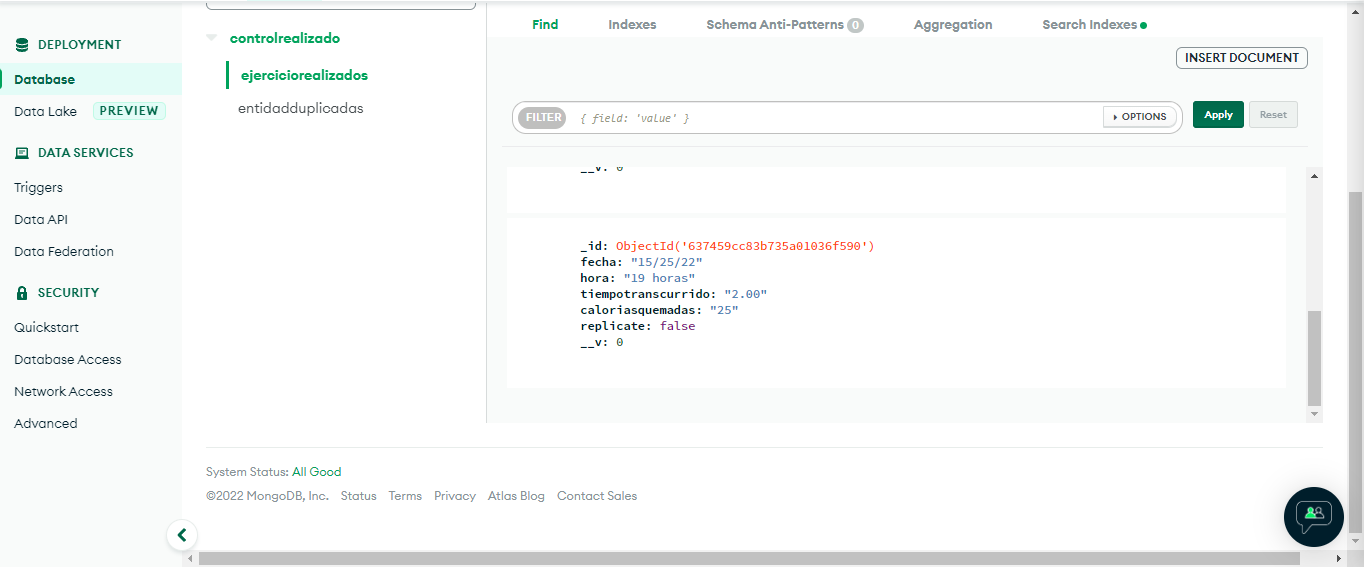 DEPLOYMENT
Database
Data Lake PREVIEW
DATA SERVICES
Triggers
Data API
Data Federation
SECURITY
Quickstart
Database Access
Network Access
Advanced
controlrealizado
ejerciciorealizados
entidadduplicadas
Find Indexes Schema Anti-Patterns 0 Aggregation Search Indexes
INSERT DOCUMENT
FILTER { field: 'value' } OPTIONS Apply Reset
__v: 0
_id: ObjectId('637459cc83b735a01036f590')
fecha: "15/25/22"
hora: "19 horas"
tiempotranscurrido: "2.00"
caloriasquemadas: "25"
replicate: false
__v: 0
System Status: All Good
©2022 MongoDB, Inc. Status Terms Privacy Atlas Blog Contact Sales